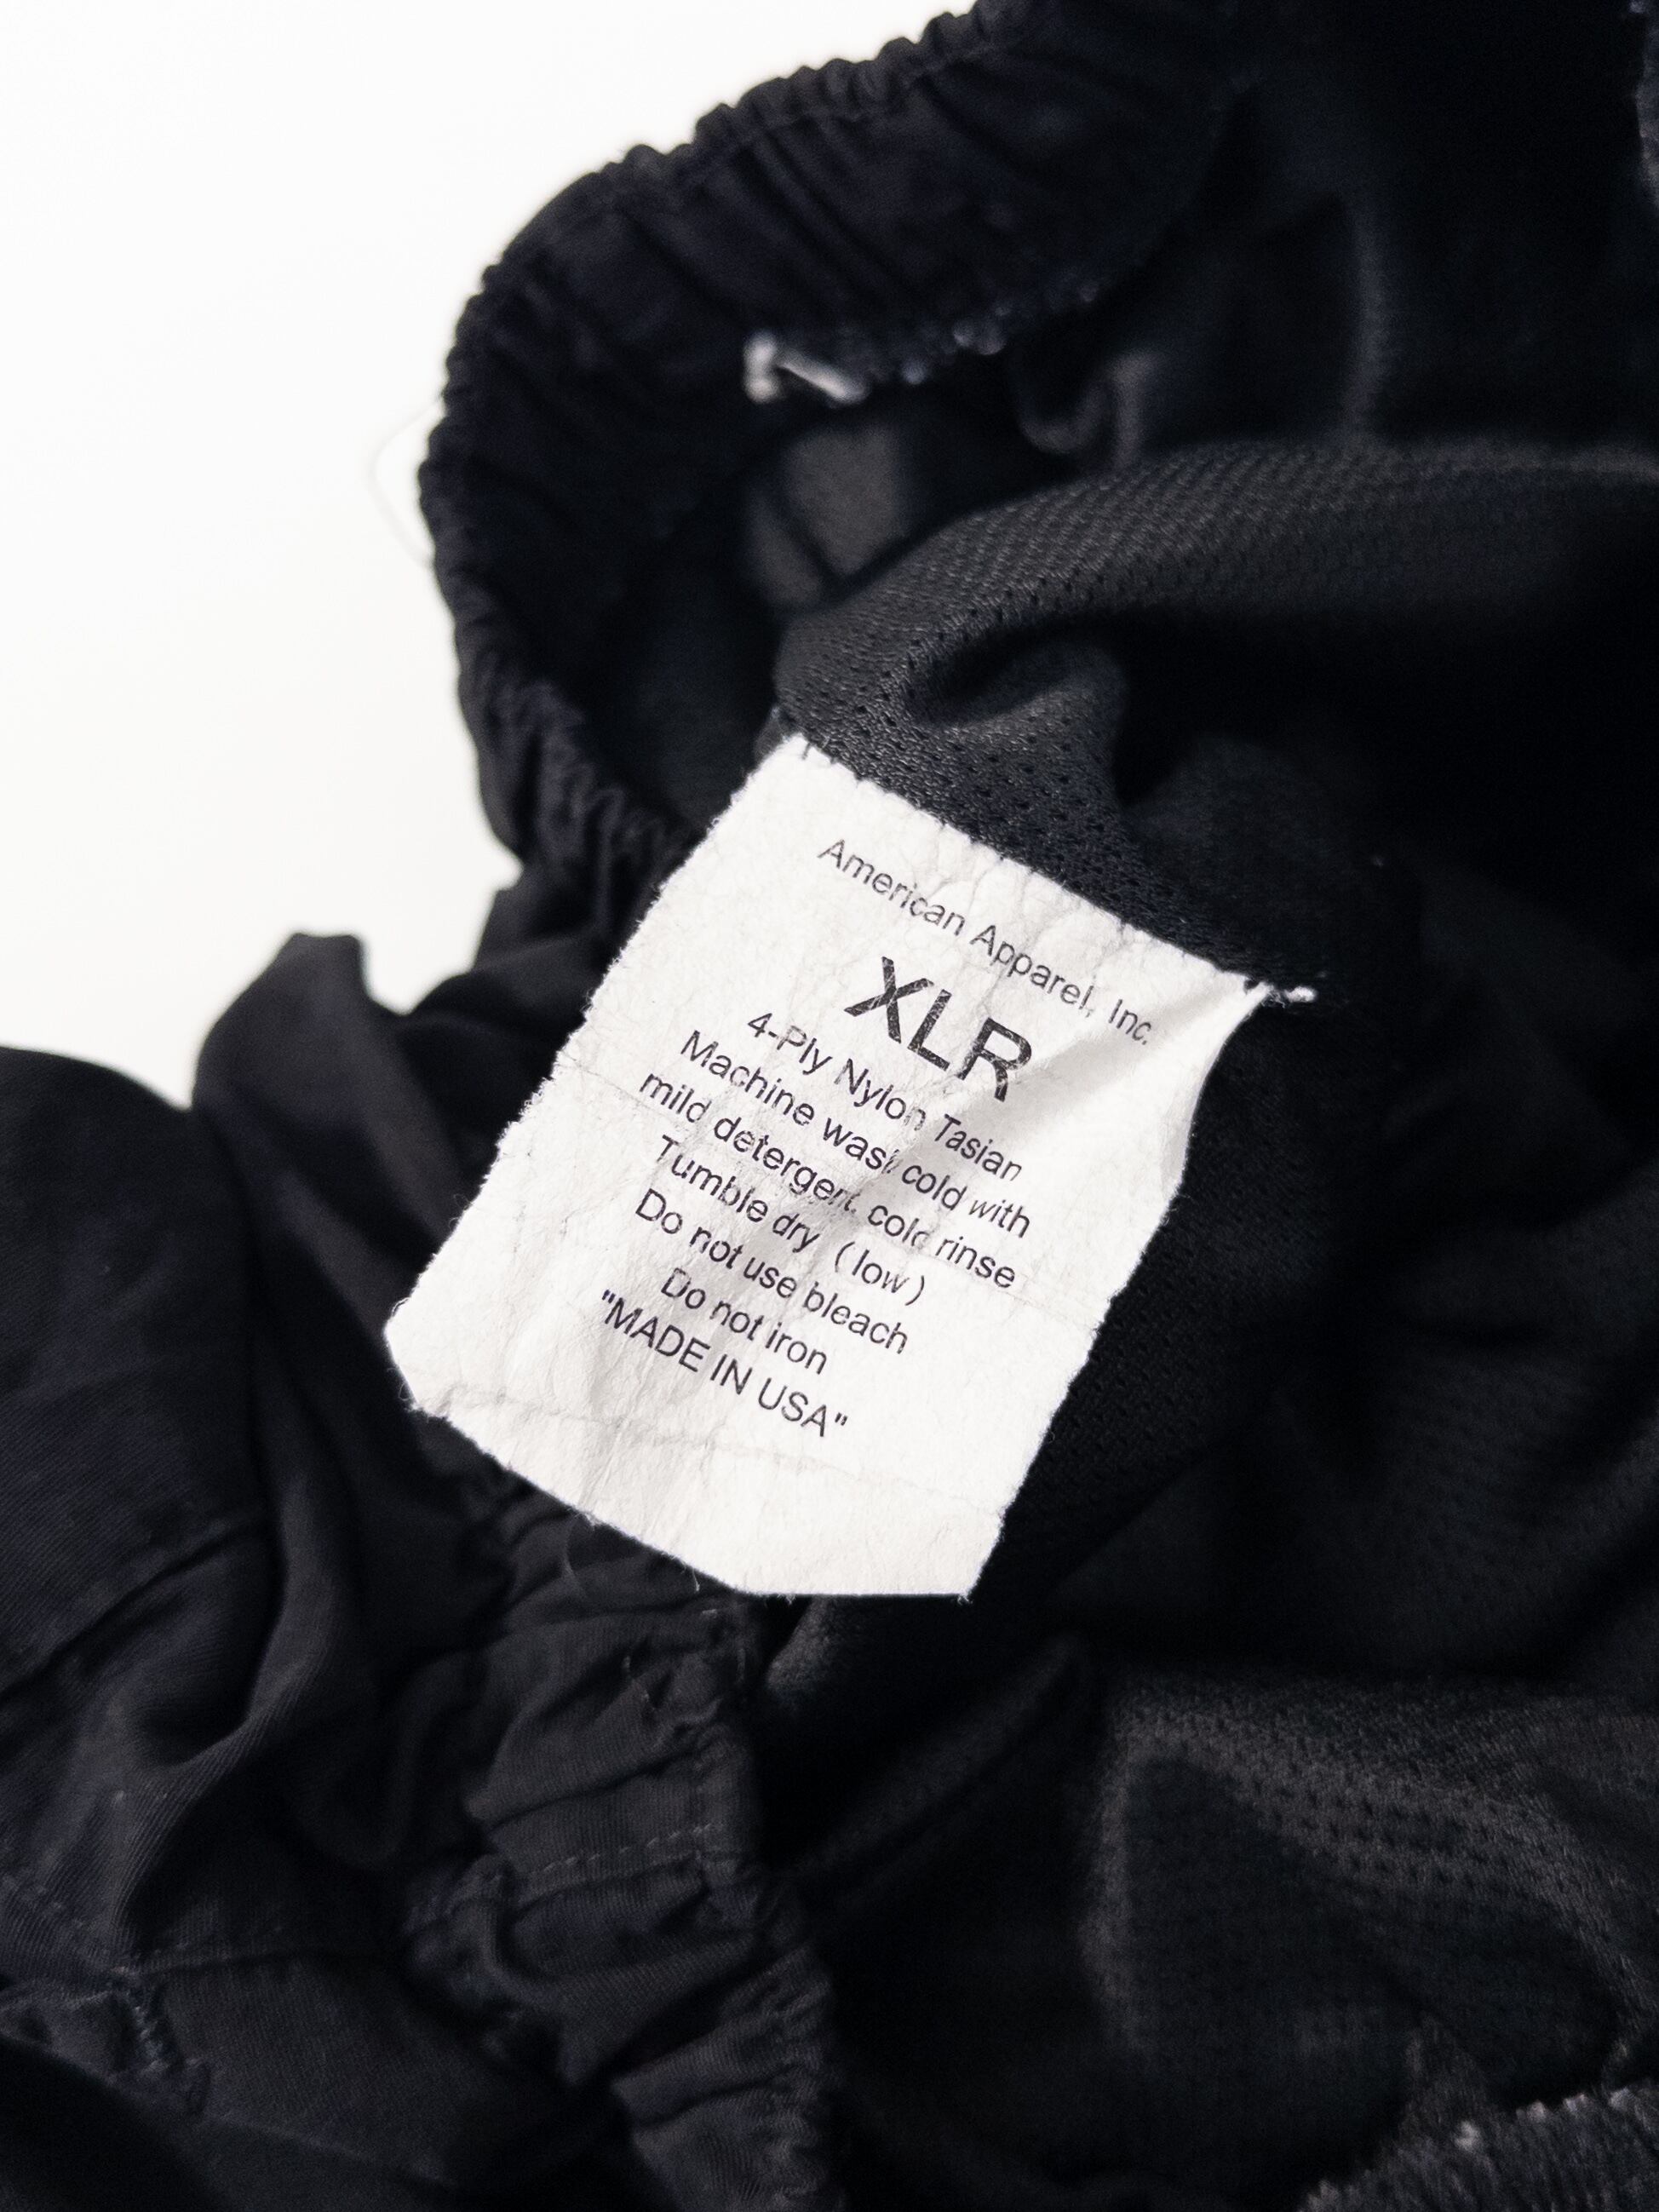 American Apparel, Inc.
XLR
4-Ply Nylon Tasian
Machine wash cold with
mild detergent. cold rinse
Tumble dry ( low )
Do not use bleach
Do not iron
"MADE IN USA"